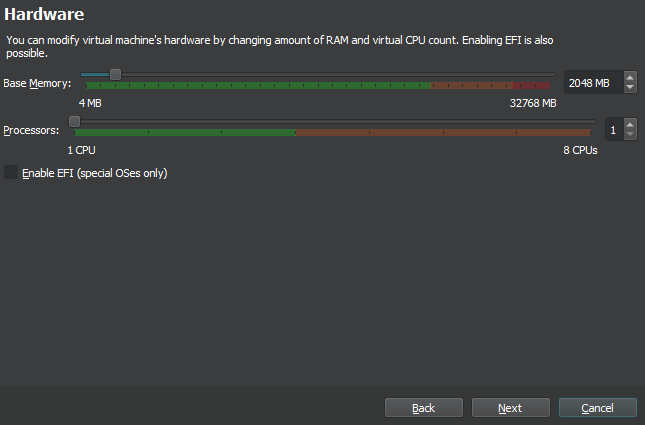 Hardware
You can modify virtual machine's hardware by changing amount of RAM and virtual CPU count. Enabling EFI is also
possible.
Base Memory: 2048 MB
4 MB 32768 MB
Processors: 1
1 CPU 8 CPUs
Enable EFI (special OSes only)
Back Next Cancel